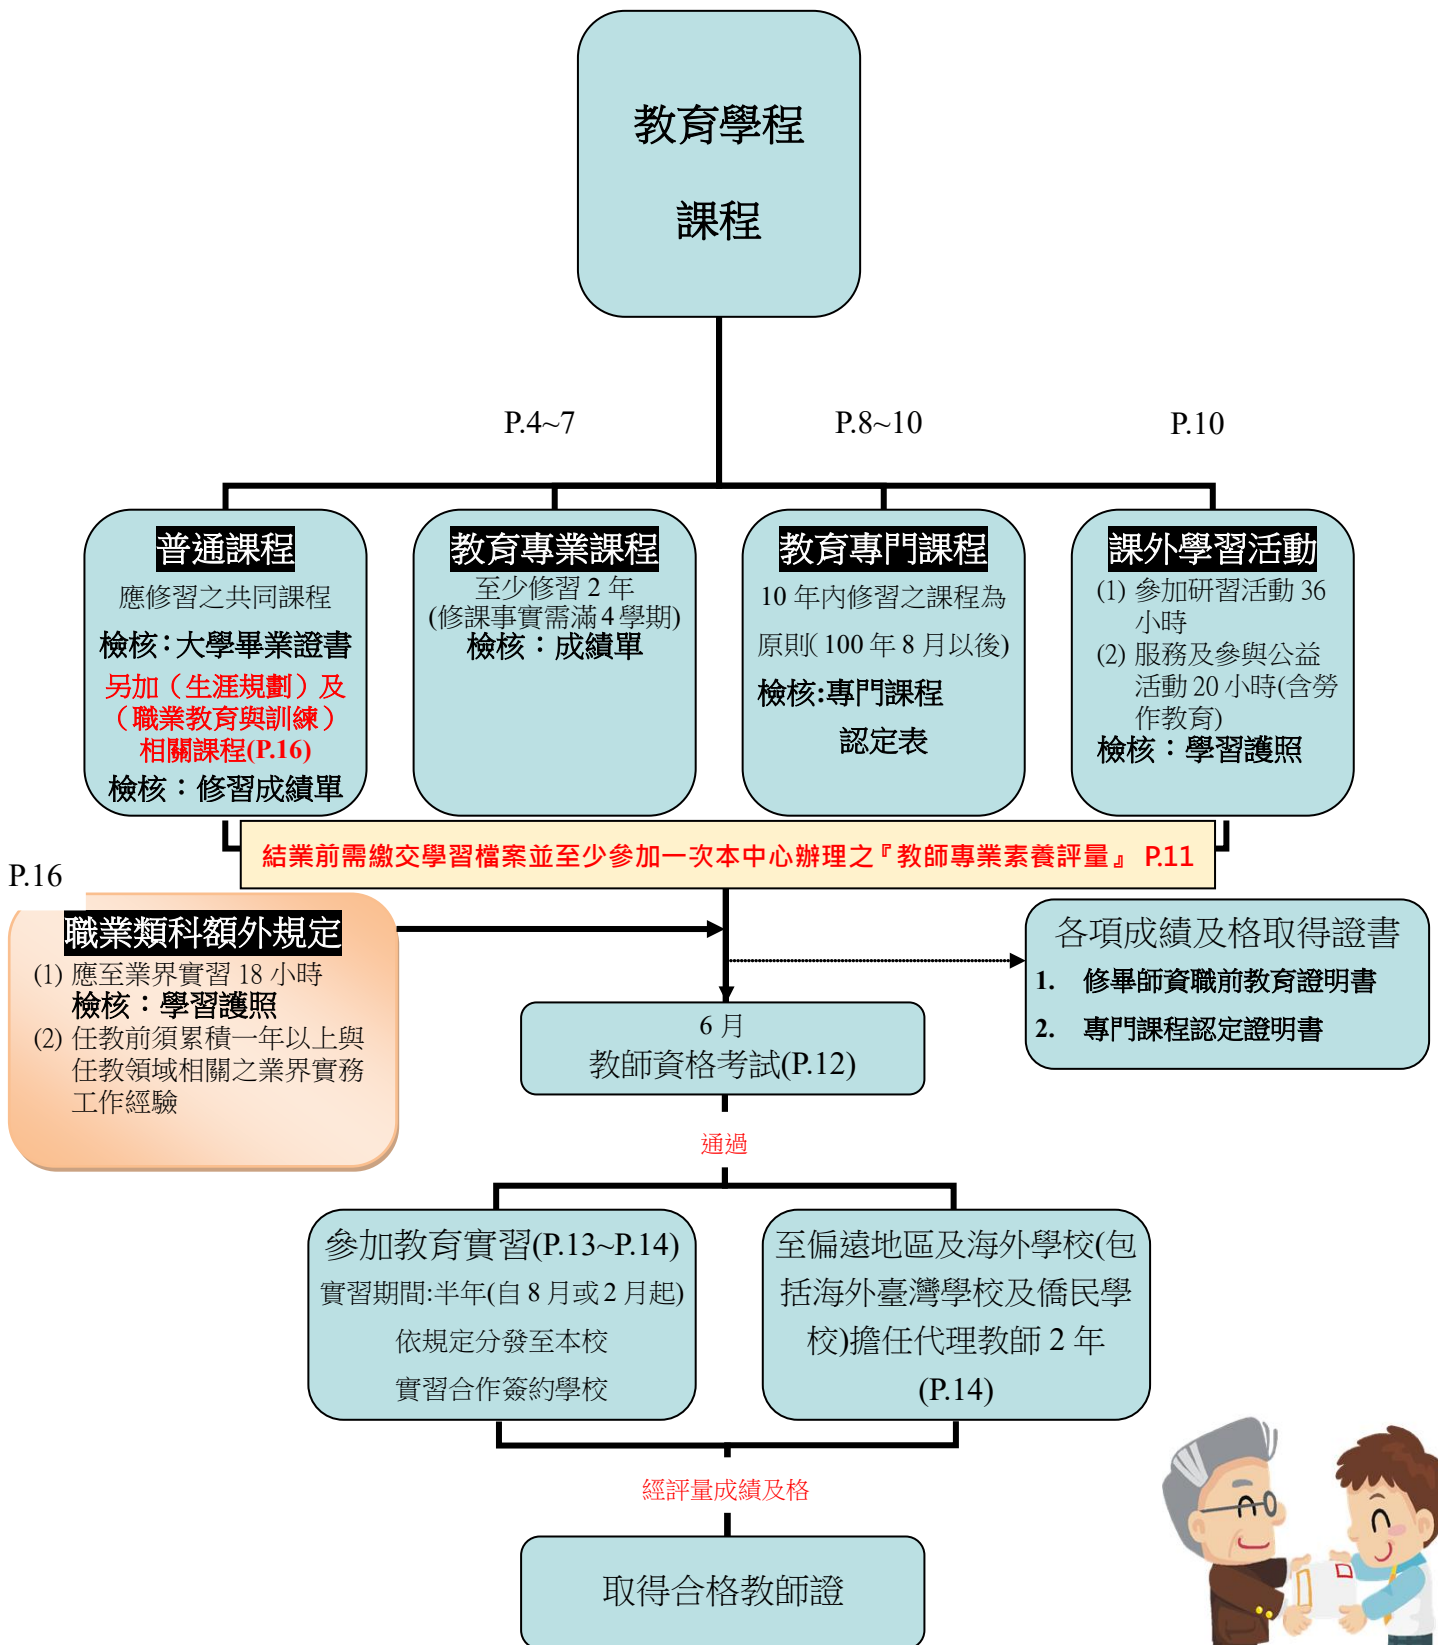 教育學程
課程
P.4~7
P.8~10
P.10
普通課程
應修習之共同課程
檢核：大學畢業證書
另加（生涯規劃）及
（職業教育與訓練）
相關課程(P.16)
檢核：修習成績單
教育專業課程
至少修習 2 年
(修課事實需滿 4 學期)
檢核：成績單
教育專門課程
10 年內修習之課程為
原則( 100 年 8 月以後)
檢核:專門課程
認定表
課外學習活動
(1) 參加研習活動 36
小時
(2) 服務及參與公益
活動 20 小時(含勞
作教育)
檢核：學習護照
結業前需繳交學習檔案並至少參加一次本中心辦理之『教師專業素養評量』 P.11
P.16
職業類科額外規定
(1) 應至業界實習 18 小時
檢核：學習護照
(2) 任教前須累積一年以上與
任教領域相關之業界實務
工作經驗
各項成績及格取得證書
1. 修畢師資職前教育證明書
2. 專門課程認定證明書
6 月
教師資格考試(P.12)
通過
參加教育實習(P.13~P.14)
實習期間:半年(自 8 月或 2 月起)
依規定分發至本校
實習合作簽約學校
至偏遠地區及海外學校(包
括海外臺灣學校及僑民學
校)擔任代理教師 2 年
(P.14)
經評量成績及格
取得合格教師證